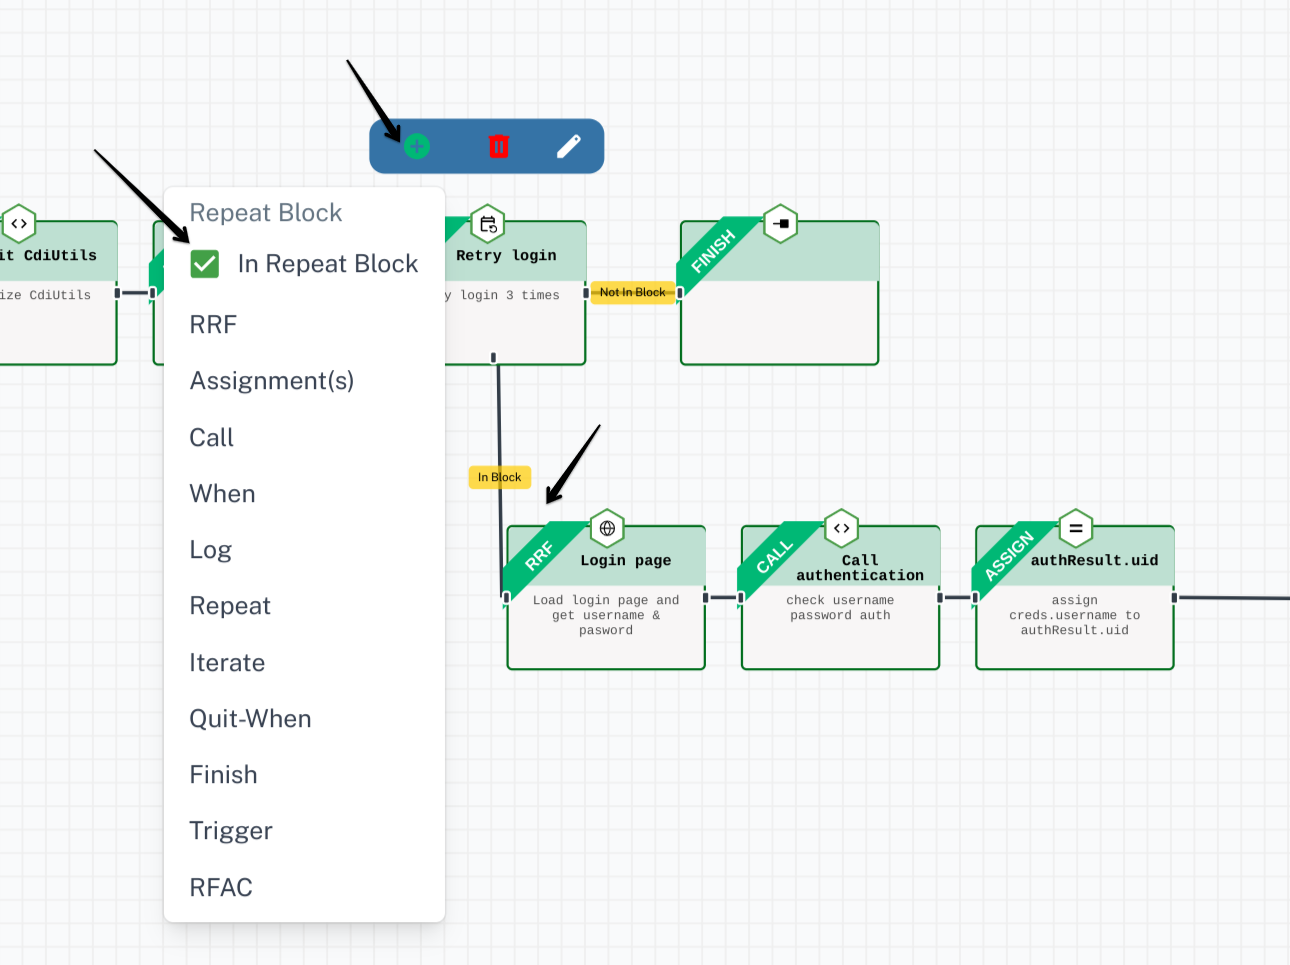 Repeat Block
In Repeat Block
RRF
Assignment(s)
Call
When
Log
Repeat
Iterate
Quit-When
Finish
Trigger
RFAC
it CdiUtils
ize CdiUtils
Retry login
y login 3 times
Not In Block
FINISH
In Block
RRF
Login page
Load login page and
get username &
pasword
CALL
Call
authentication
check username
password auth
ASSIGN
authResult.uid
assign
creds.username to
authResult.uid